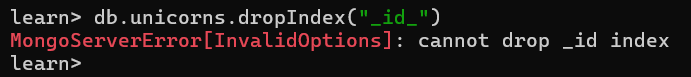 learn> db.unicorns.dropIndex("_id_")
MongoServerError[InvalidOptions]: cannot drop _id index
learn>